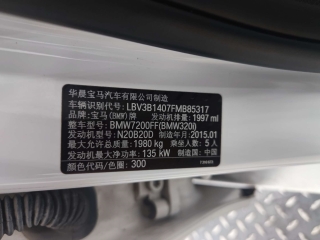 华晨宝马汽车有限公司制造
车辆识别代号: LBV3B1407FMB85317
品牌: 宝马(BMW)牌 发动机排量: 1997 ml
整车型号: BMW7200FF(BMW320i)
发动机型号: N20B20D 制造年月 2015.01
最大允许总质量: 1980 kg 乘坐人数: 5 人
发动机最大净功率: 135 kW 制造国: 中国
颜色代码/色圈: 300